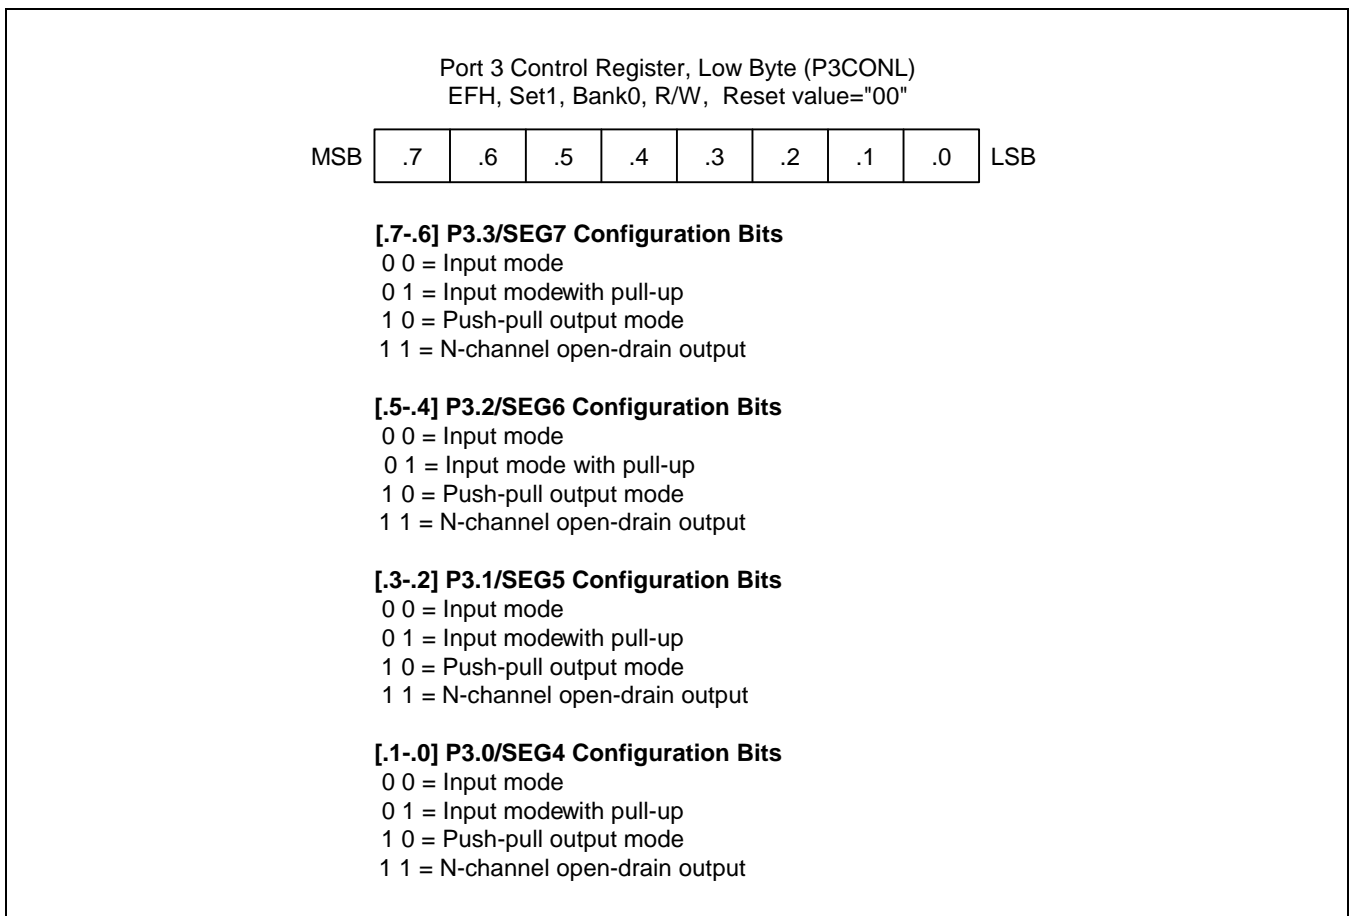 Port 3 Control Register, Low Byte (P3CONL)
EFH, Set1, Bank0, R/W, Reset value="00"
MSB .7 .6 .5 .4 .3 .2 .1 .0 LSB
[.7-.6] P3.3/SEG7 Configuration Bits
0 0 = Input mode
0 1 = Input modewith pull-up
1 0 = Push-pull output mode
1 1 = N-channel open-drain output
[.5-.4] P3.2/SEG6 Configuration Bits
0 0 = Input mode
0 1 = Input mode with pull-up
1 0 = Push-pull output mode
1 1 = N-channel open-drain output
[.3-.2] P3.1/SEG5 Configuration Bits
0 0 = Input mode
0 1 = Input modewith pull-up
1 0 = Push-pull output mode
1 1 = N-channel open-drain output
[.1-.0] P3.0/SEG4 Configuration Bits
0 0 = Input mode
0 1 = Input modewith pull-up
1 0 = Push-pull output mode
1 1 = N-channel open-drain output